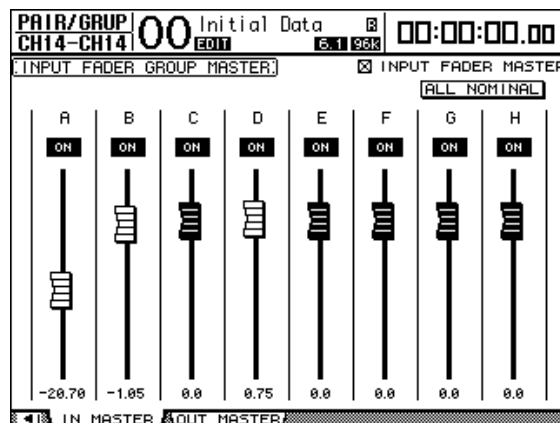 PAIR/GRUP
CH14-CH14
00
Initial Data
EDIT
R
6.1 96k
00:00:00.00
INPUT FADER GROUP MASTER
INPUT FADER MASTER
ALL NOMINAL
A B C D E F G H
ON ON ON ON ON ON ON ON
-20.70 -1.05 0.0 0.75 0.0 0.0 0.0 0.0
IN MASTER OUT MASTER